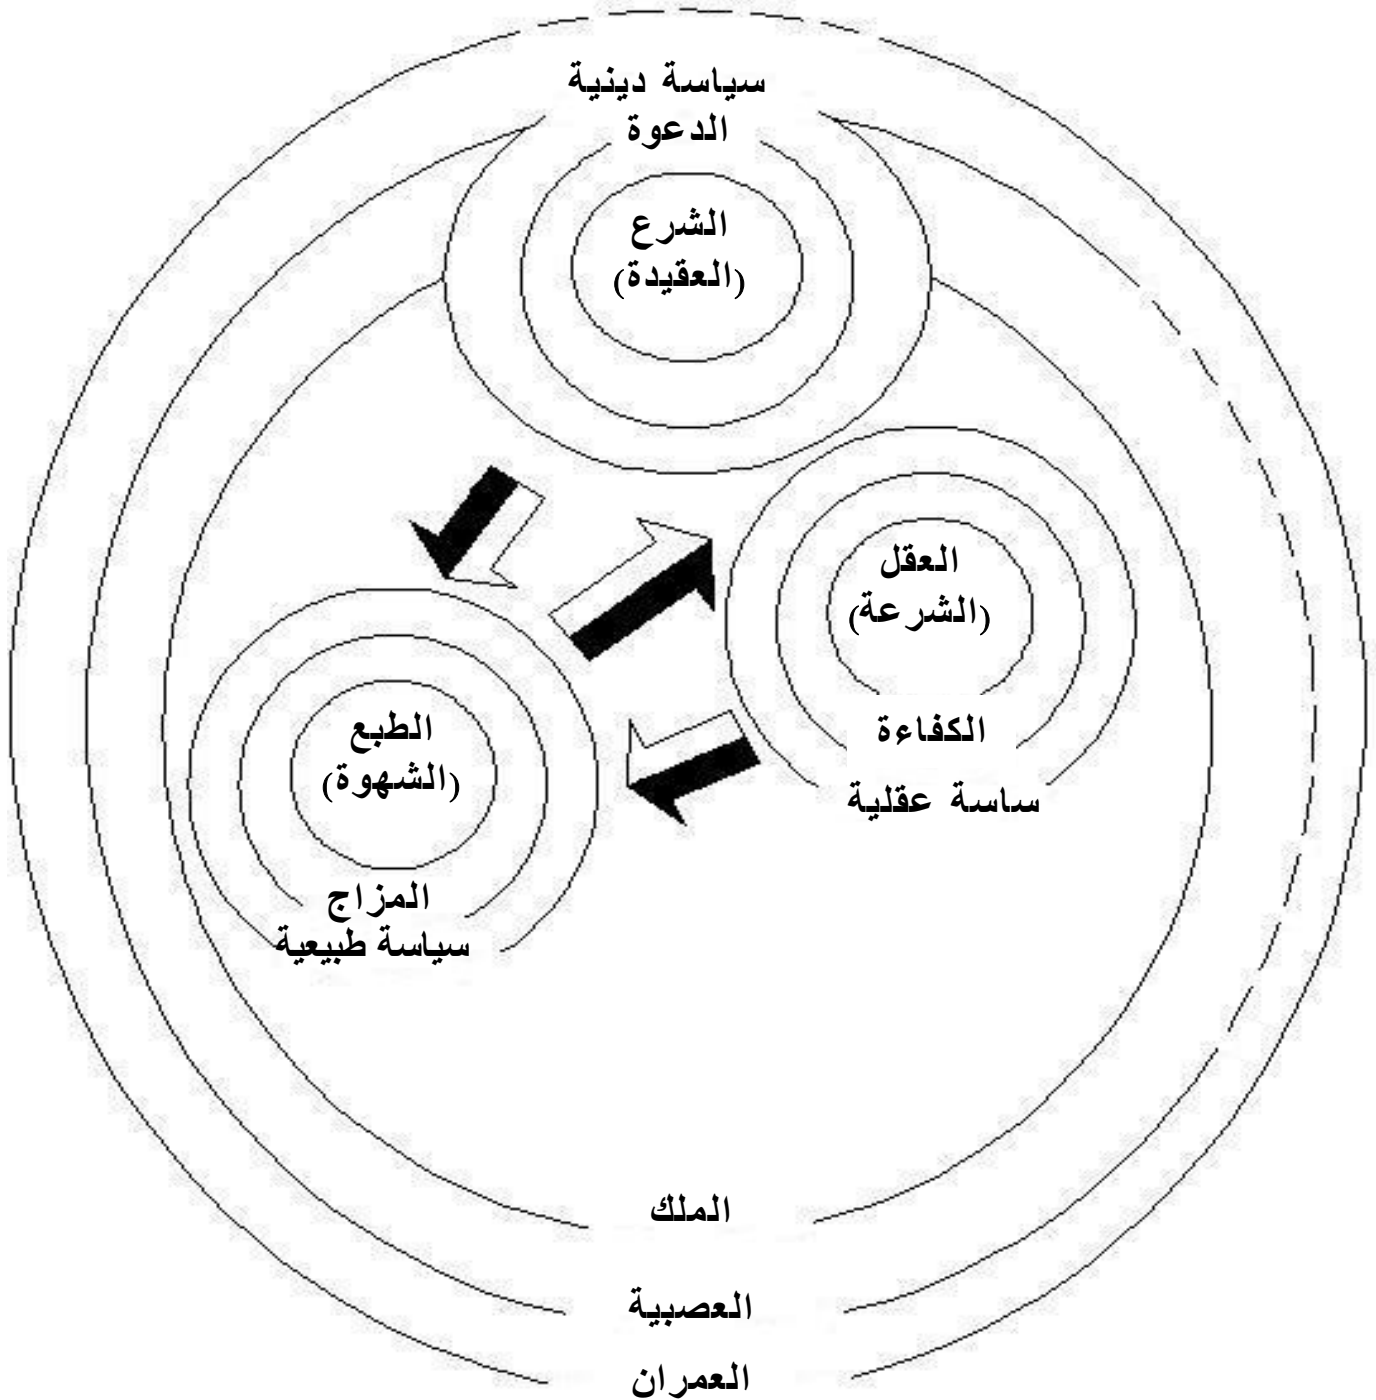 سياسة دينية
الدعوة
الشرع
(العقيدة)
العقل
(الشرعة)
الكفاءة
ساسة عقلية
الطبع
(الشهوة)
المزاج
سياسة طبيعية
الملك
العصبية
العمران